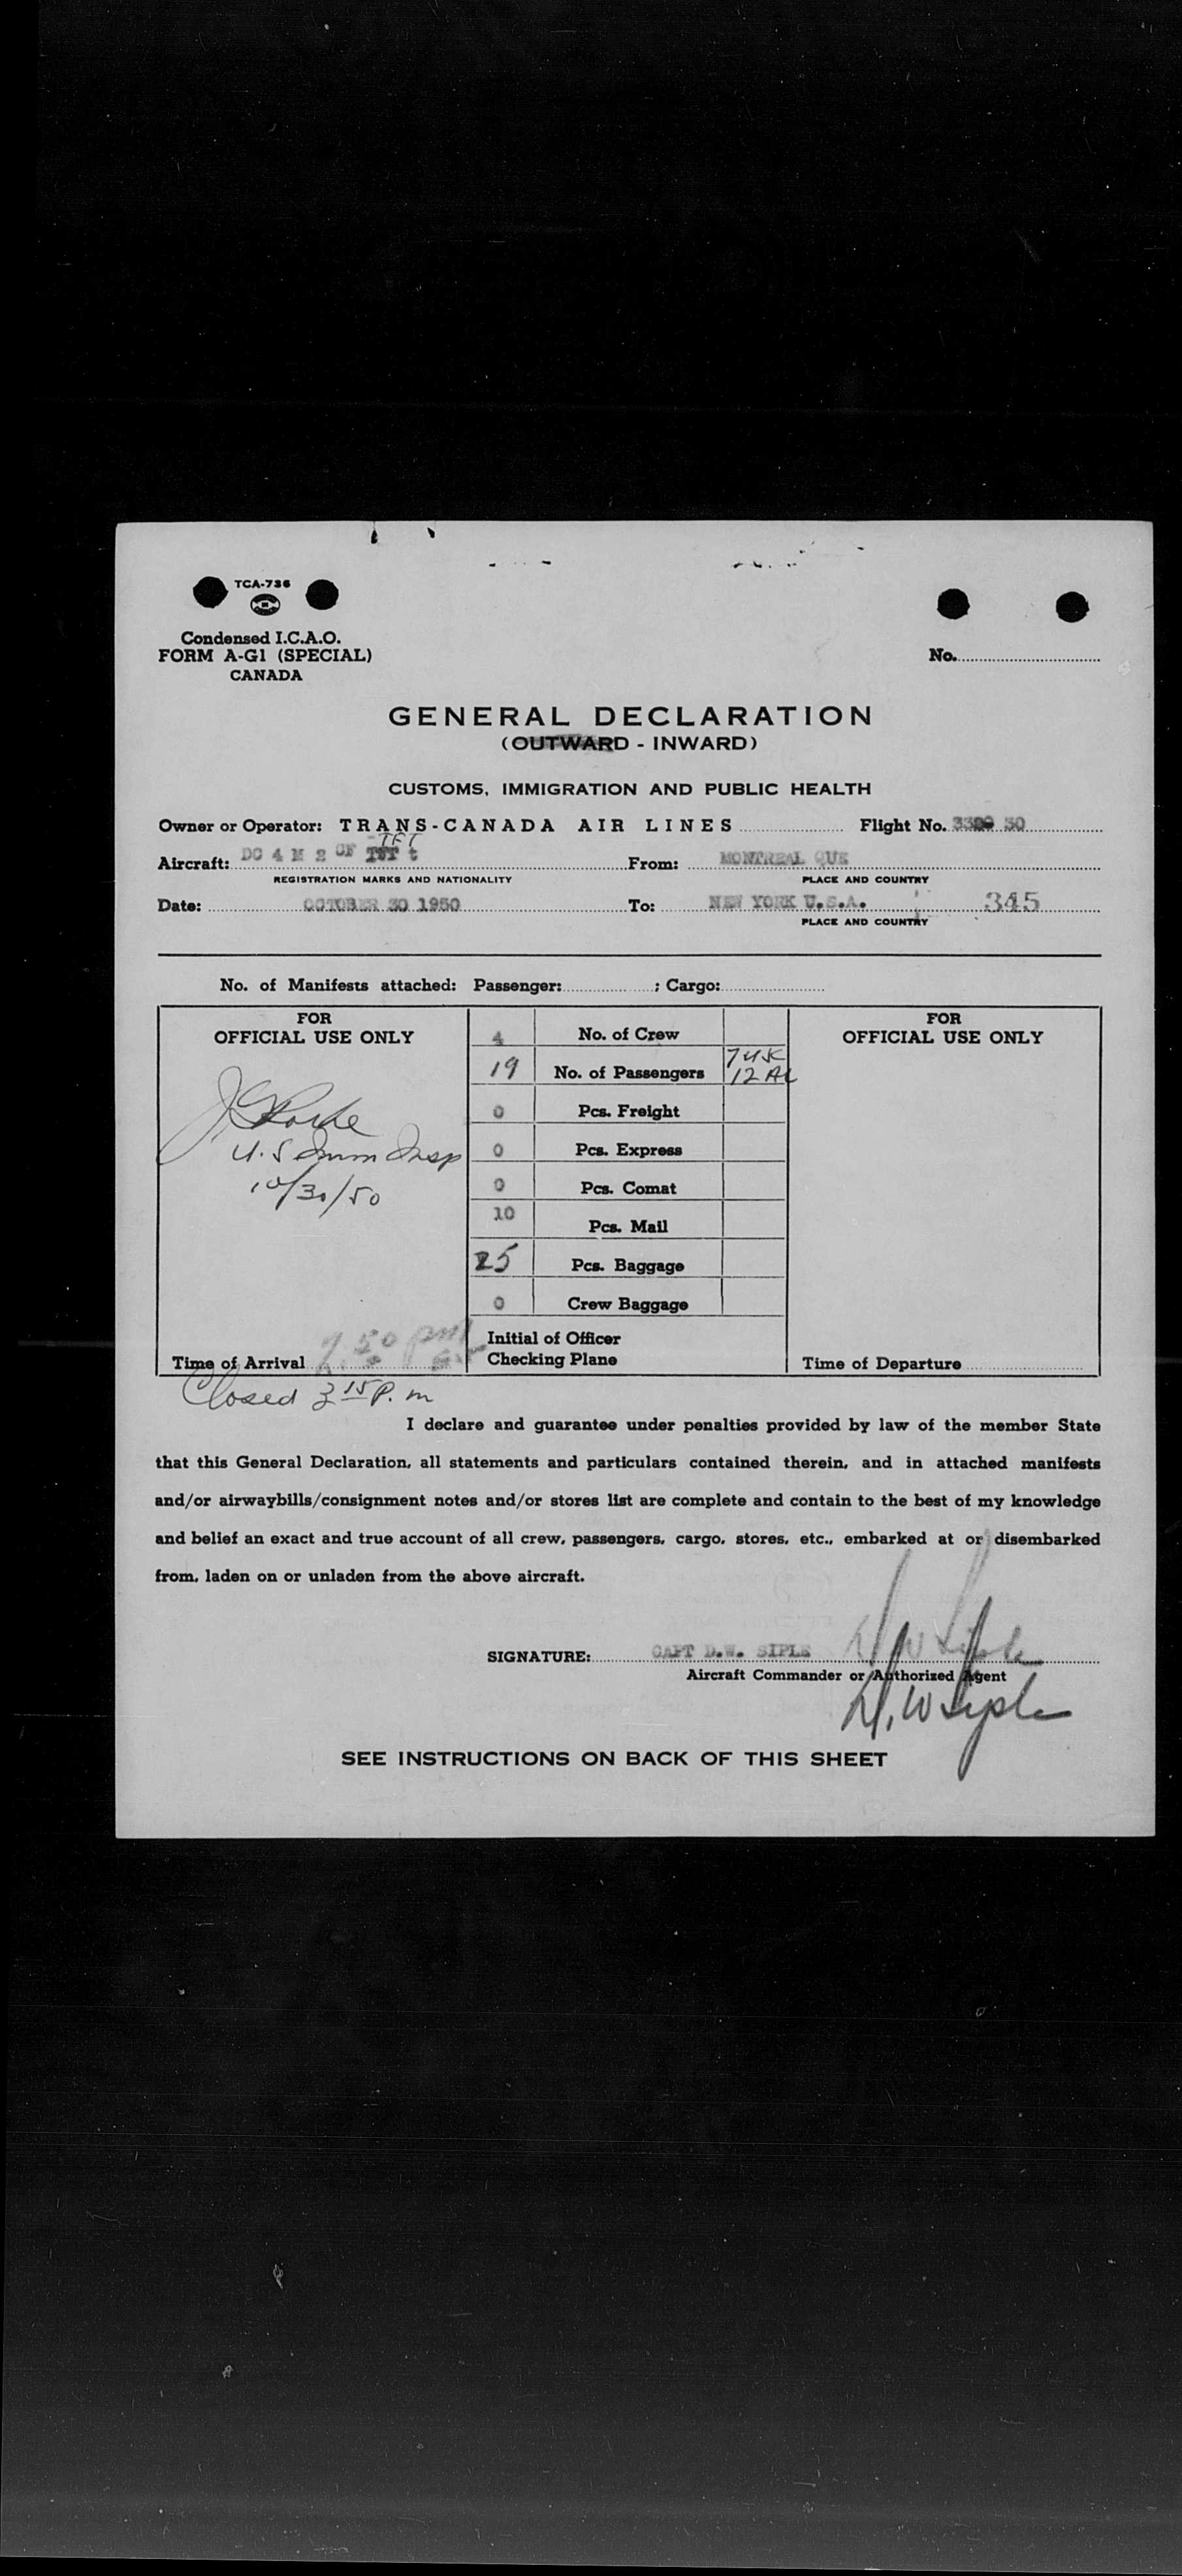 TCA-736
Condensed I.C.A.O.
FORM A-G1 (SPECIAL)
CANADA
No.
GENERAL DECLARATION
(OUTWARD - INWARD)
CUSTOMS, IMMIGRATION AND PUBLIC HEALTH
Owner or Operator: TRANS-CANADA AIR LINES Flight No. 30
TFT
Aircraft: DC 4 M 2 CF From: MONTREAL QUE
REGISTRATION MARKS AND NATIONALITY PLACE AND COUNTRY
Date: OCTOBER 30 1950 To: NEW YORK U.S.A. 345
PLACE AND COUNTRY
No. of Manifests attached: Passenger: ; Cargo:
FOR OFFICIAL USE ONLY
U.S Imm Insp
10/30/50
Time of Arrival 2.50 pm
4 No. of Crew
19 No. of Passengers 7 USC 12 AL
0 Pcs. Freight
0 Pcs. Express
0 Pcs. Comat
10 Pcs. Mail
25 Pcs. Baggage
0 Crew Baggage
Initial of Officer
Checking Plane
FOR OFFICIAL USE ONLY
Time of Departure
Closed 3 15 P. m
I declare and guarantee under penalties provided by law of the member State
that this General Declaration, all statements and particulars contained therein, and in attached manifests
and/or airwaybills/consignment notes and/or stores list are complete and contain to the best of my knowledge
and belief an exact and true account of all crew, passengers, cargo, stores, etc., embarked at or disembarked
from, laden on or unladen from the above aircraft.
SIGNATURE: CAPT D.W. SIPLE D W Siple
Aircraft Commander or Authorized Agent
D. W Siple
SEE INSTRUCTIONS ON BACK OF THIS SHEET